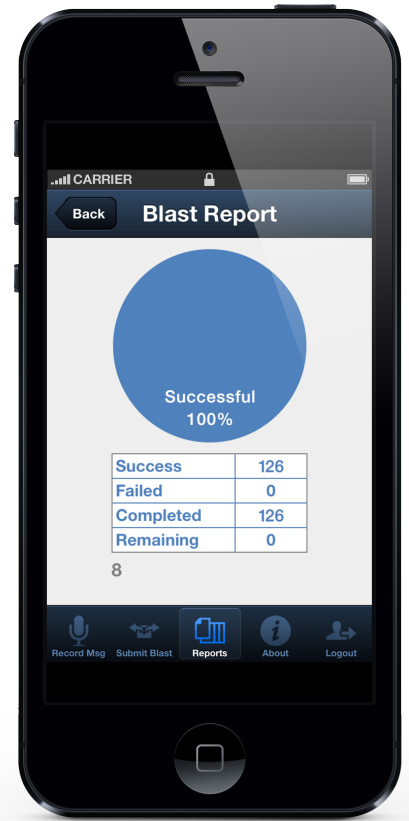 CARRIER
Back
Blast Report
Successful
100%
Success 126
Failed 0
Completed 126
Remaining 0
8
Record Msg Submit Blast Reports About Logout